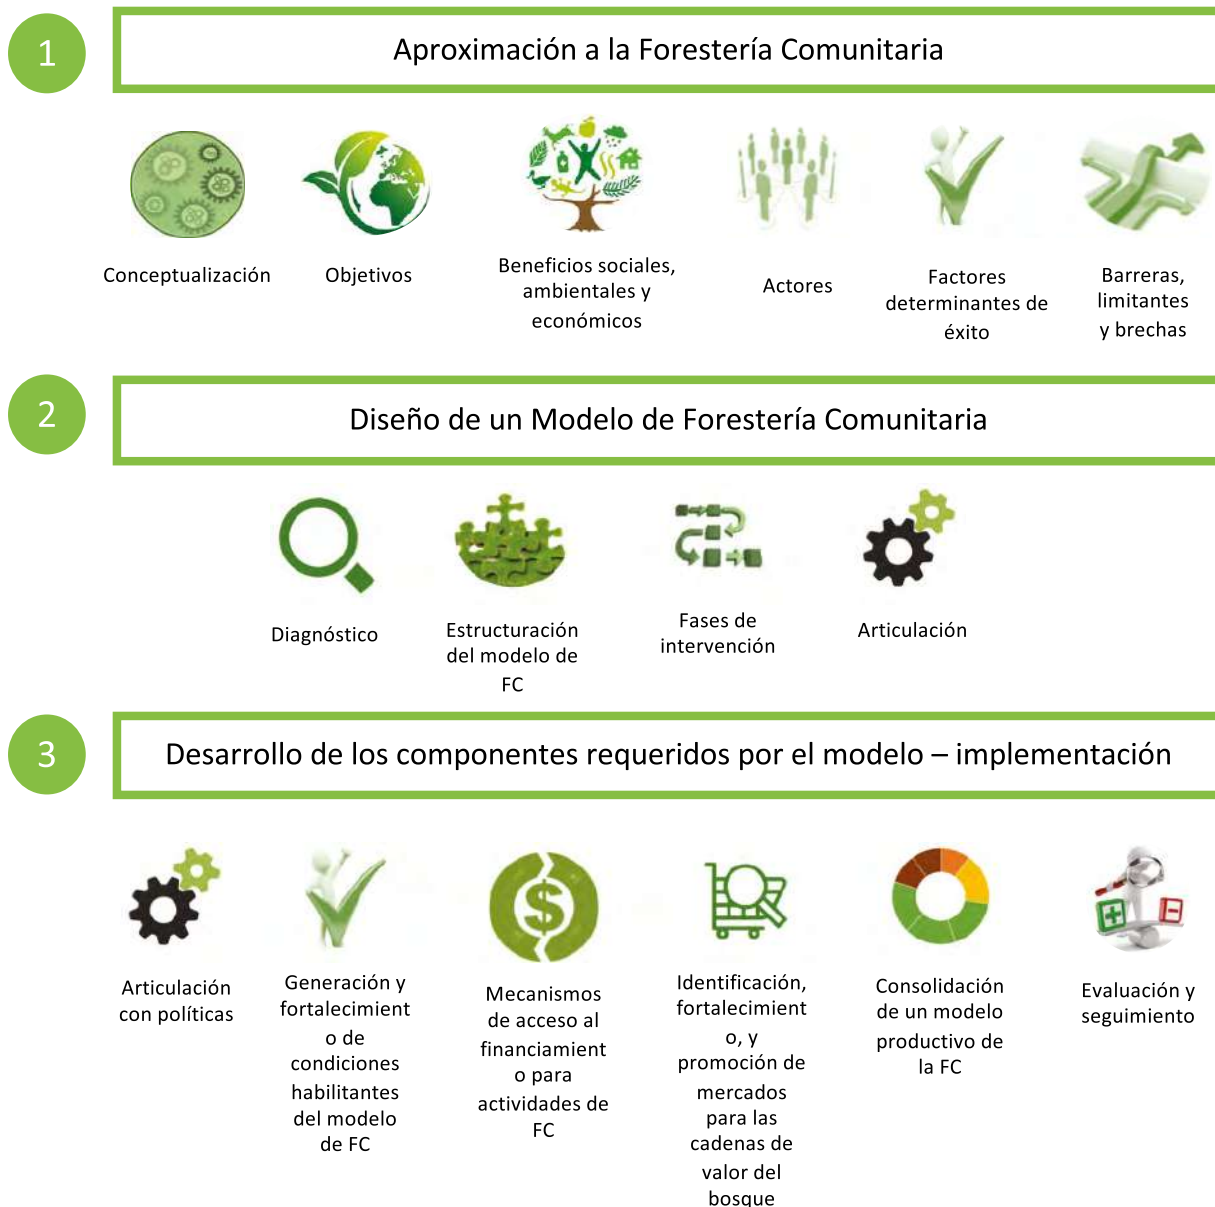 1
Aproximación a la Forestería Comunitaria
Conceptualización
Objetivos
Beneficios sociales,
ambientales y
económicos
Actores
Factores
determinantes de
éxito
Barreras,
limitantes
y brechas
2
Diseño de un Modelo de Forestería Comunitaria
Diagnóstico
Estructuración
del modelo de
FC
Fases de
intervención
Articulación
3
Desarrollo de los componentes requeridos por el modelo – implementación
Articulación
con políticas
Generación y
fortalecimient
o de
condiciones
habilitantes
del modelo
de FC
$
Mecanismos
de acceso al
financiamient
o para
actividades de
FC
Identificación,
fortalecimient
o, y
promoción de
mercados
para las
cadenas de
valor del
bosque
Consolidación
de un modelo
productivo de
la FC
Evaluación y
seguimiento